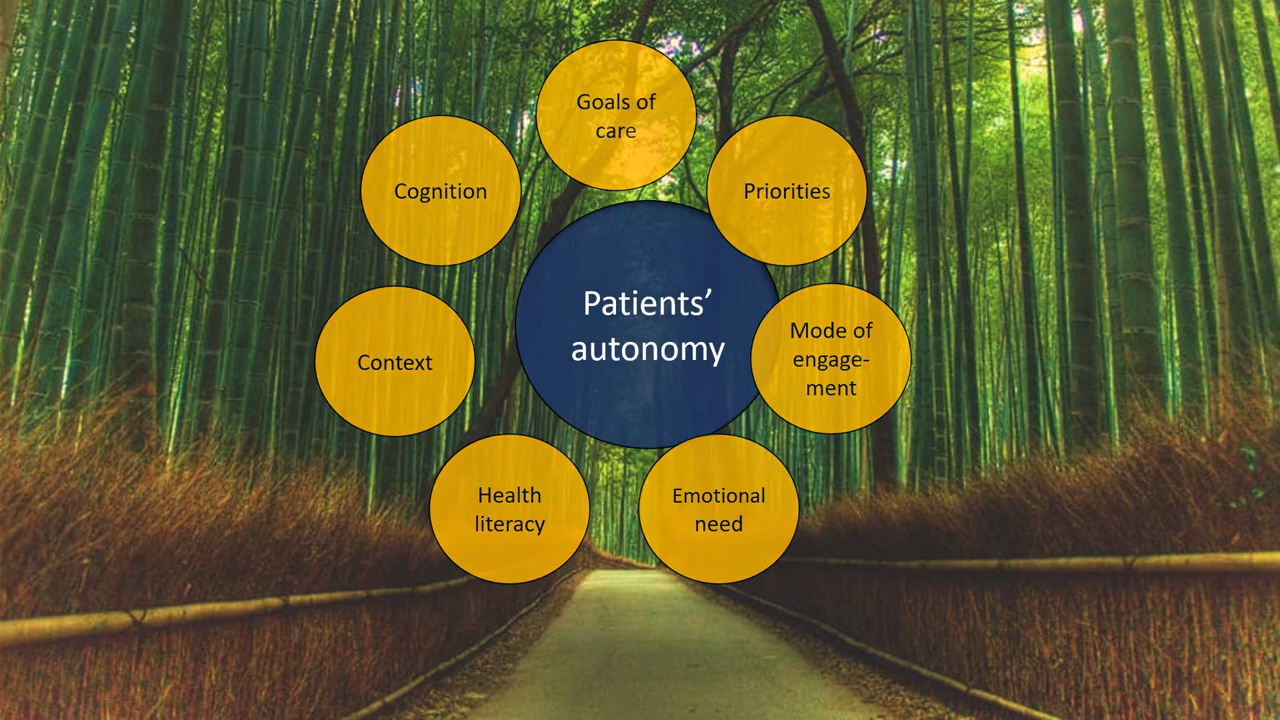 Goals of
care
Cognition
Priorities
Patients’
autonomy
Mode of
engage-
ment
Context
Health
literacy
Emotional
need